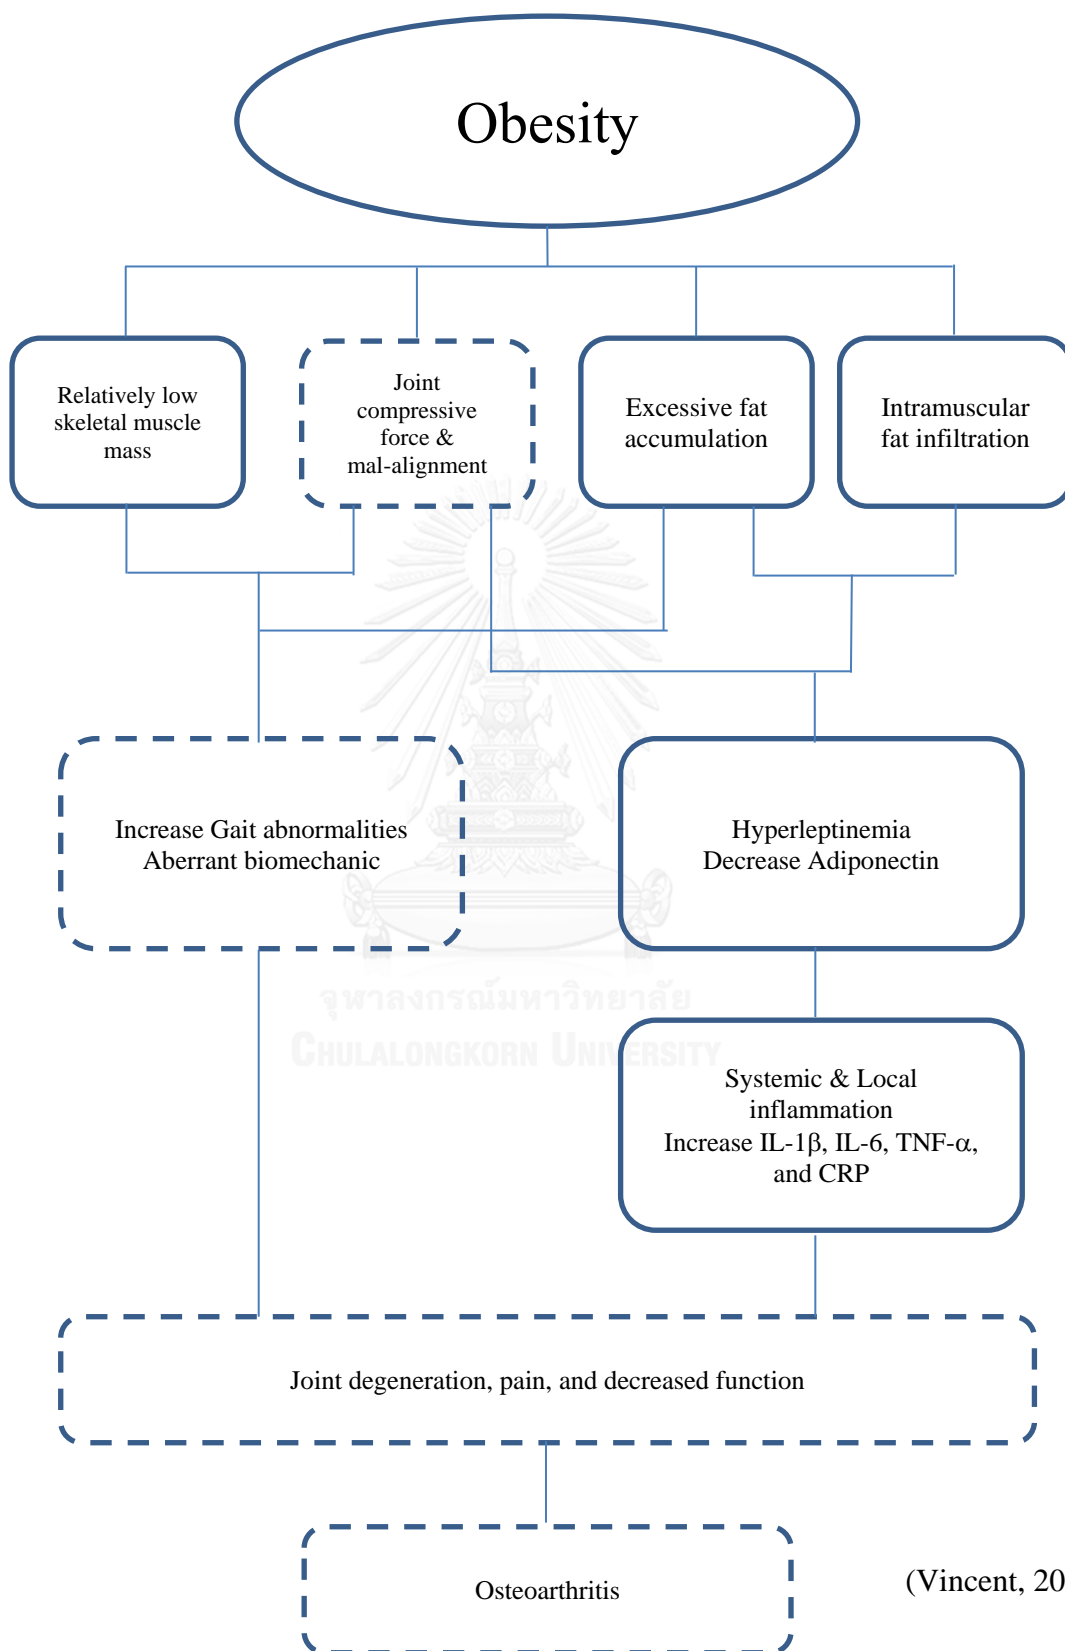 Obesity
Relatively low
skeletal muscle
mass
Joint
compressive
force &
mal-alignment
Excessive fat
accumulation
Intramuscular
fat infiltration
Increase Gait abnormalities
Aberrant biomechanic
Hyperleptinemia
Decrease Adiponectin
จุฬาลงกรณ์มหาวิทยาลัย
CHULALONGKORN UNIVERSITY
Systemic & Local
inflammation
Increase IL-1β, IL-6, TNF-α,
and CRP
Joint degeneration, pain, and decreased function
Osteoarthritis
(Vincent, 20